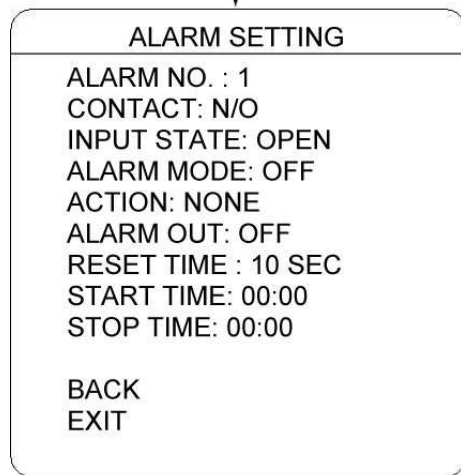 ALARM SETTING
ALARM NO. : 1
CONTACT: N/O
INPUT STATE: OPEN
ALARM MODE: OFF
ACTION: NONE
ALARM OUT: OFF
RESET TIME : 10 SEC
START TIME: 00:00
STOP TIME: 00:00
BACK
EXIT